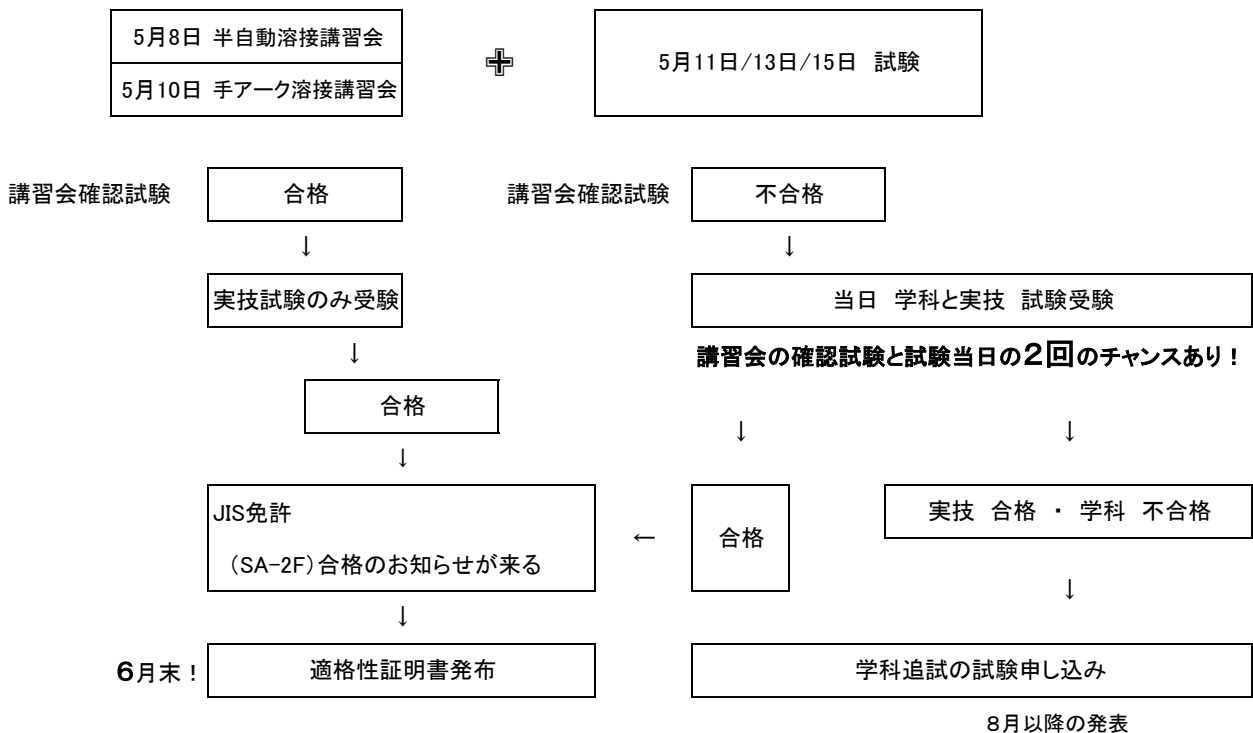 5月8日 半自動溶接講習会
5月10日 手アーク溶接講習会
✚
5月11日/13日/15日 試験
講習会確認試験
合格
講習会確認試験
不合格
↓
↓
実技試験のみ受験
当日 学科と実技 試験受験
↓
講習会の確認試験と試験当日の2回のチャンスあり！
合格
↓
↓
↓
JIS免許
（SA-2F）合格のお知らせが来る
←
合格
実技 合格 ・ 学科 不合格
↓
↓
6月末！
適格性証明書発布
学科追試の試験申し込み
8月以降の発表